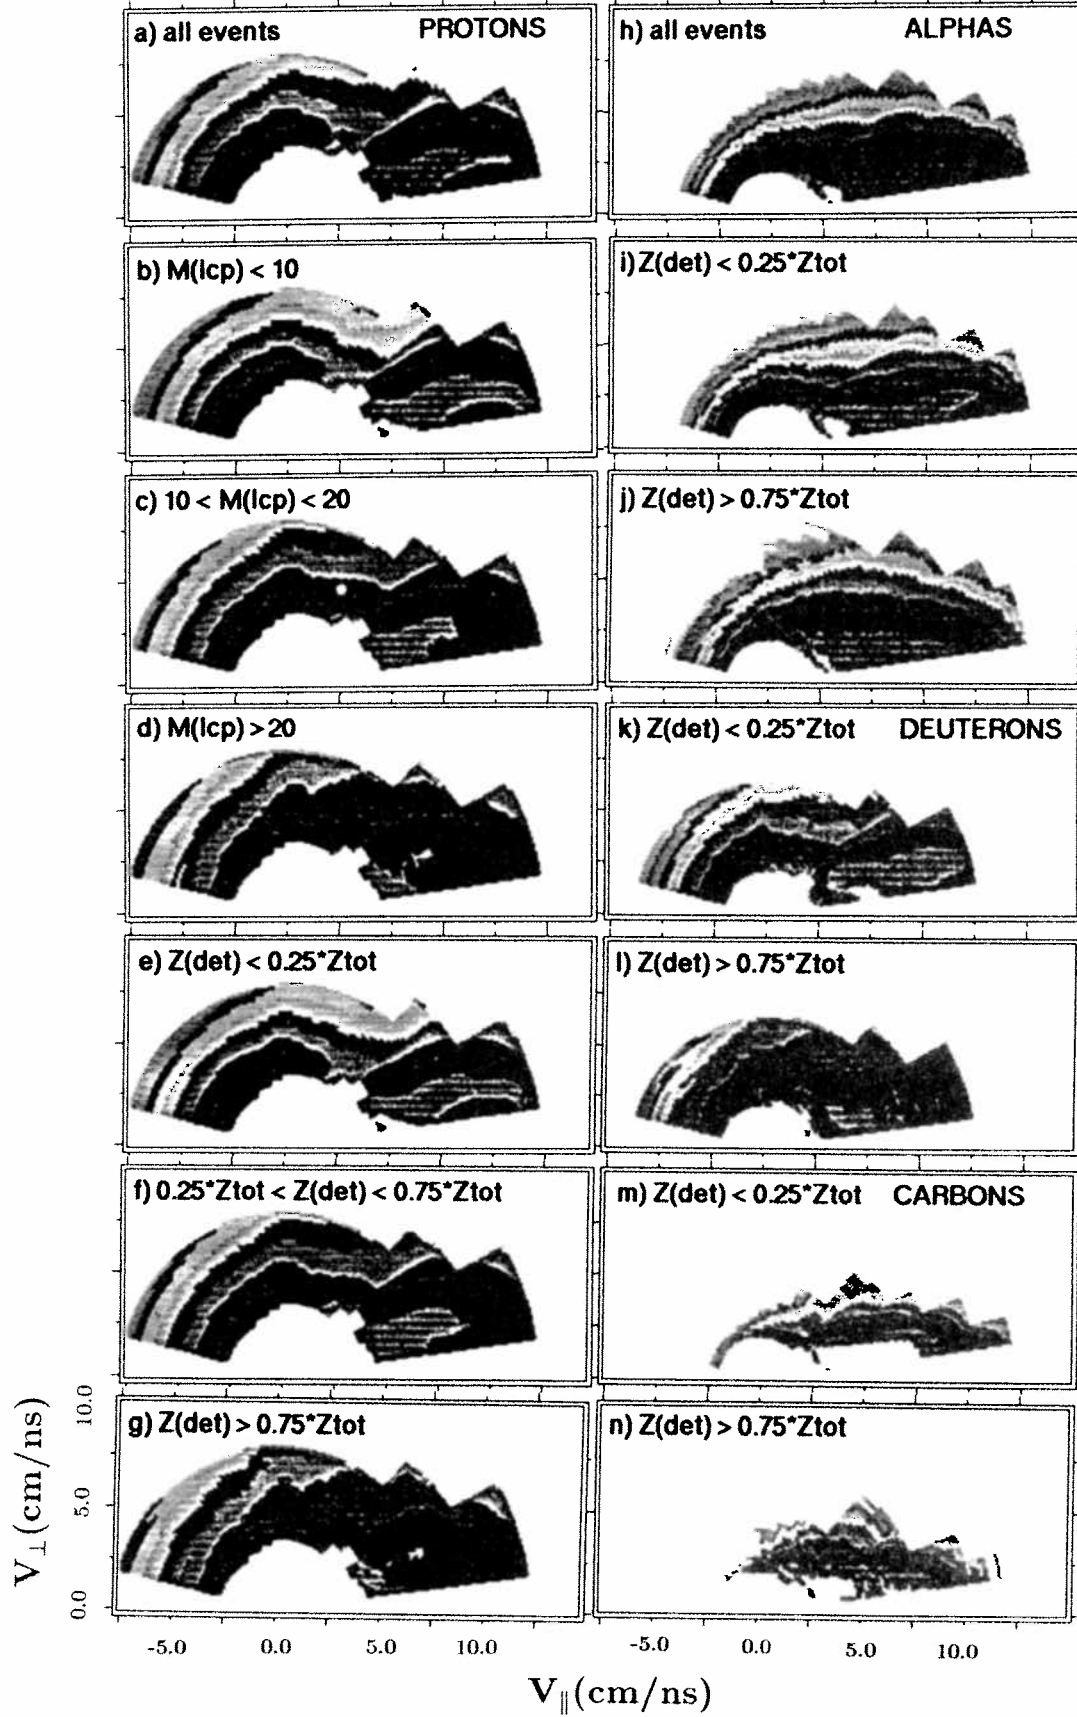 a) all events PROTONS
b) M(lcp) < 10
c) 10 < M(lcp) < 20
d) M(lcp) > 20
e) Z(det) < 0.25*Ztot
f) 0.25*Ztot < Z(det) < 0.75*Ztot
g) Z(det) > 0.75*Ztot
h) all events ALPHAS
i) Z(det) < 0.25*Ztot
j) Z(det) > 0.75*Ztot
k) Z(det) < 0.25*Ztot DEUTERONS
l) Z(det) > 0.75*Ztot
m) Z(det) < 0.25*Ztot CARBONS
n) Z(det) > 0.75*Ztot
V⊥(cm/ns)
10.0
5.0
0.0
-5.0 0.0 5.0 10.0
-5.0 0.0 5.0 10.0
V∥(cm/ns)